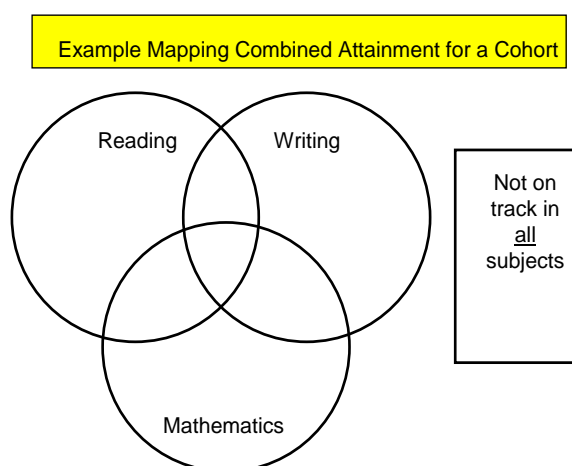 Example Mapping Combined Attainment for a Cohort
Reading
Writing
Not on
track in
all
subjects
Mathematics